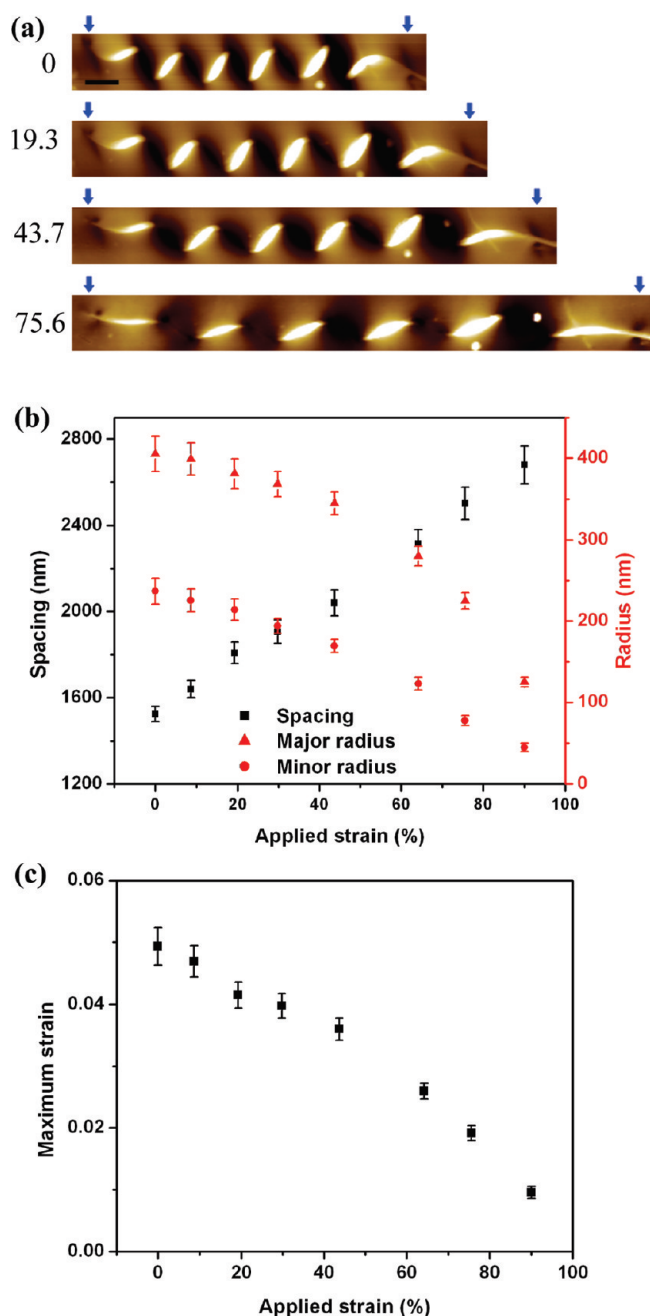 (a)
0
19.3
43.7
75.6
(b)
2800
2400
2000
1600
1200
Spacing (nm)
400
300
200
100
0
Radius (nm)
Spacing
Major radius
Minor radius
0 20 40 60 80 100
Applied strain (%)
(c)
0.06
0.04
0.02
0.00
Maximum strain
0 20 40 60 80 100
Applied strain (%)